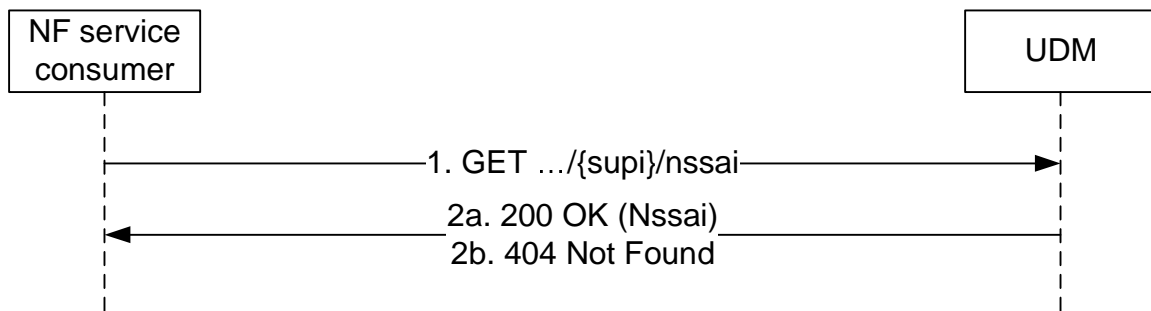 NF service
consumer
UDM
1. GET …/{supi}/nssai
2a. 200 OK (Nssai)
2b. 404 Not Found